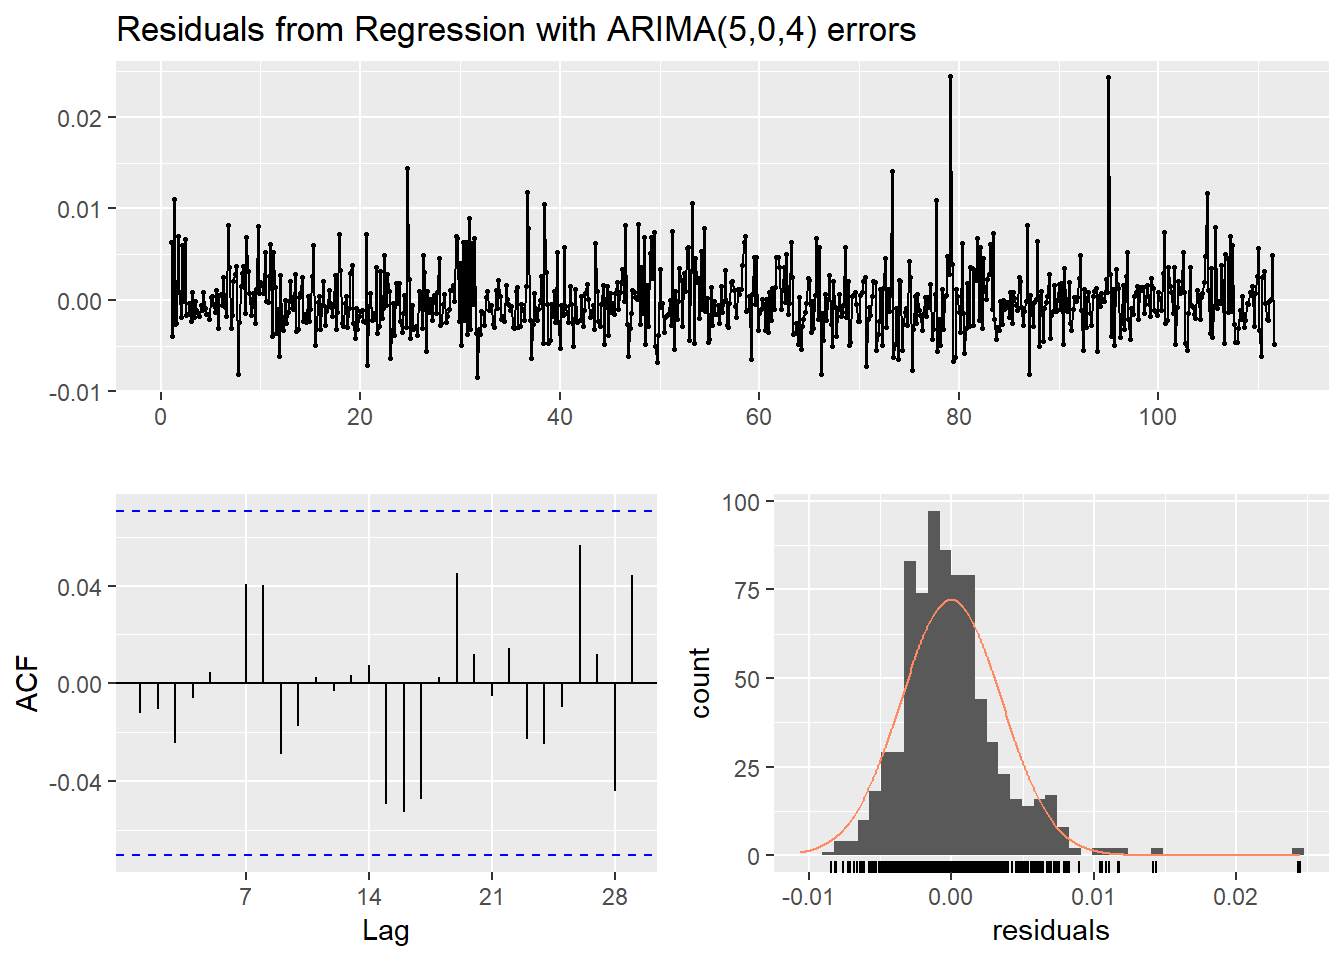 Residuals from Regression with ARIMA(5,0,4) errors
0.02
0.01
0.00
-0.01
0 20 40 60 80 100
ACF
0.04
0.00
-0.04
7 14 21 28
Lag
count
100
75
50
25
0
-0.01 0.00 0.01 0.02
residuals